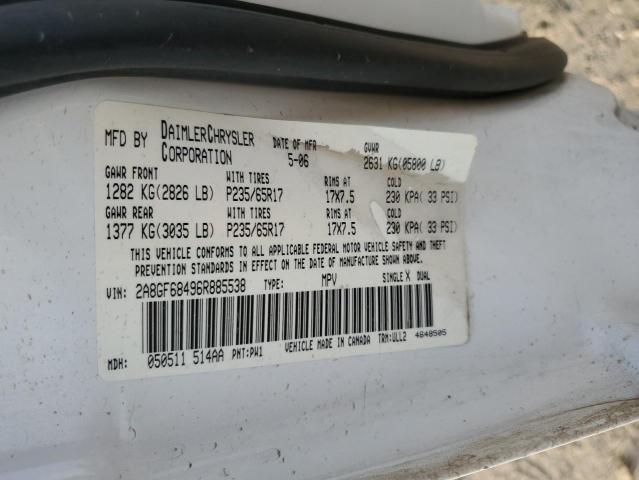 MFD BY DAIMLERCHRYSLER CORPORATION DATE OF MFR 5-06 GVWR 2631 KG(05800 LB)
GAWR FRONT WITH TIRES RIMS AT COLD
1282 KG(2826 LB) P235/65R17 17X7.5 230 KPA( 33 PSI)
GAWR REAR WITH TIRES RIMS AT COLD
1377 KG(3035 LB) P235/65R17 17X7.5 230 KPA( 33 PSI)
THIS VEHICLE CONFORMS TO ALL APPLICABLE FEDERAL MOTOR VEHICLE SAFETY AND THEFT
PREVENTION STANDARDS IN EFFECT ON THE DATE OF MANUFACTURE SHOWN ABOVE.
VIN: 2A8GF68496R885538 TYPE: MPV SINGLE X DUAL
MDH: 050511 514AA PNT:PW1 VEHICLE MADE IN CANADA TRM:ULL2 4648505